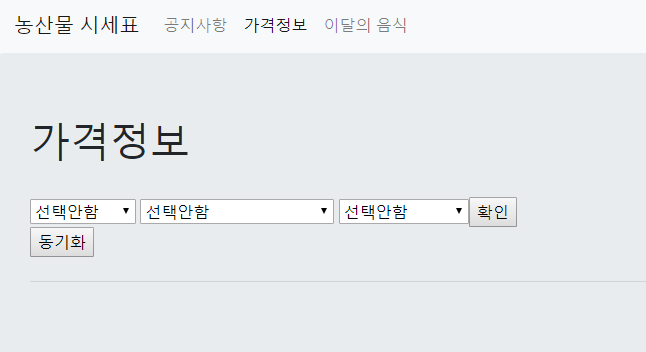 농산물 시세표 공지사항 가격정보 이달의 음식
가격정보
선택안함 선택안함 선택안함 확인
동기화